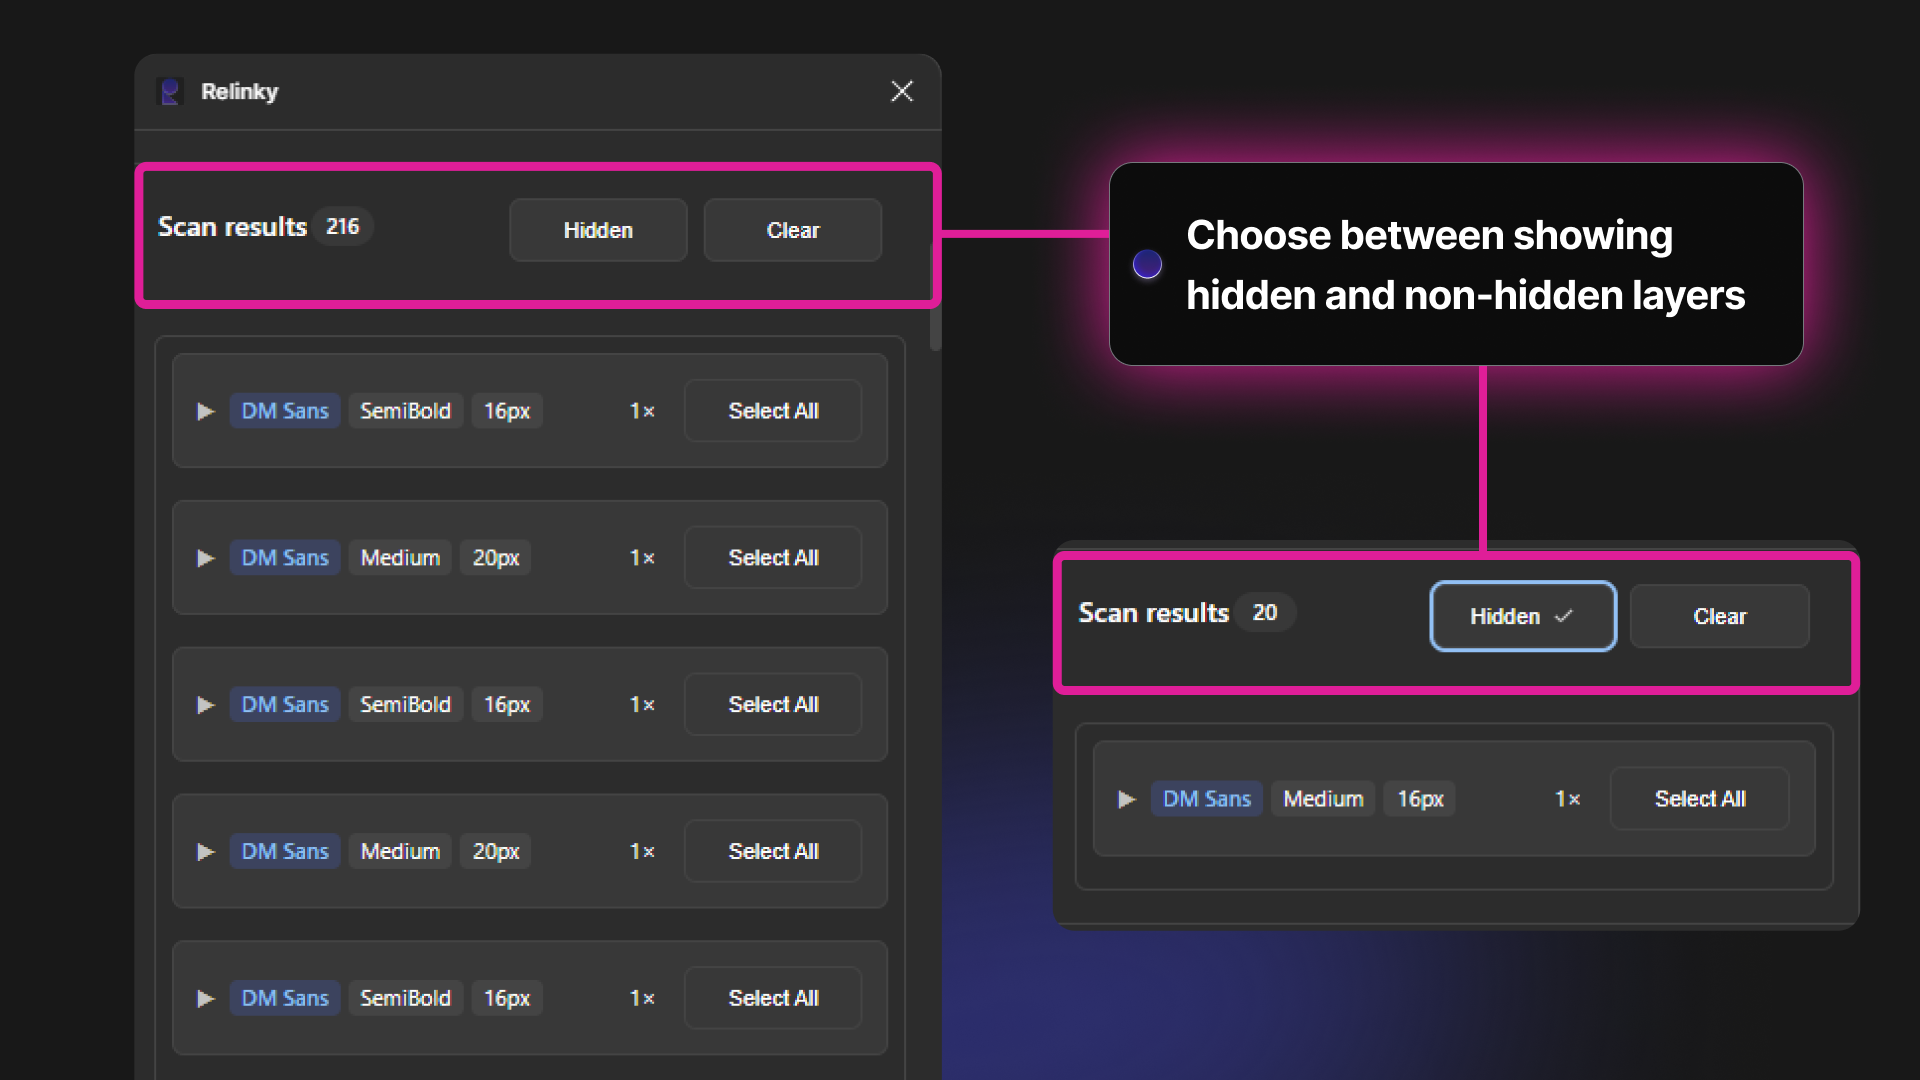 Relinky
Scan results 216 Hidden Clear
DM Sans SemiBold 16px 1× Select All
DM Sans Medium 20px 1× Select All
DM Sans SemiBold 16px 1× Select All
DM Sans Medium 20px 1× Select All
DM Sans SemiBold 16px 1× Select All
Choose between showing
hidden and non-hidden layers
Scan results 20 Hidden ✓ Clear
DM Sans Medium 16px 1× Select All